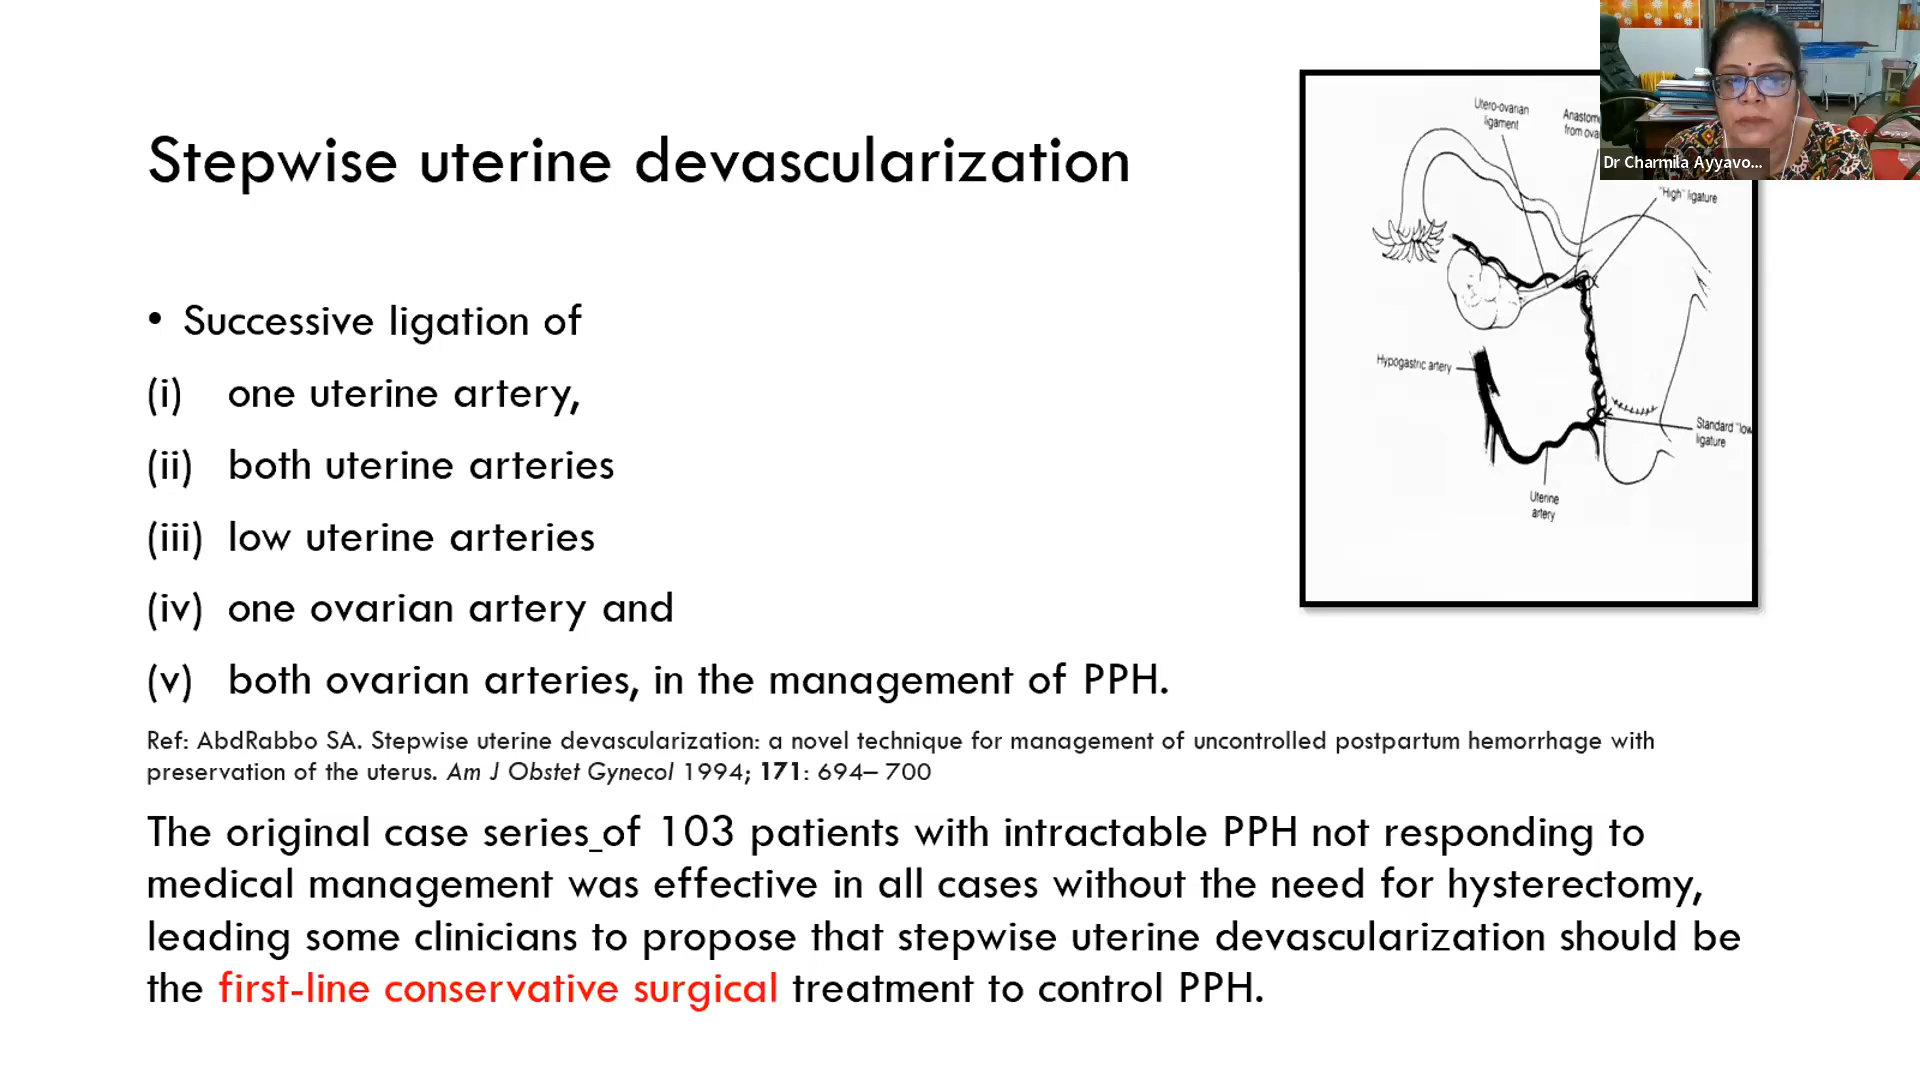 Stepwise uterine devascularization
• Successive ligation of
(i) one uterine artery,
(ii) both uterine arteries
(iii) low uterine arteries
(iv) one ovarian artery and
(v) both ovarian arteries, in the management of PPH.
Ref: AbdRabbo SA. Stepwise uterine devascularization: a novel technique for management of uncontrolled postpartum hemorrhage with
preservation of the uterus. Am J Obstet Gynecol 1994; 171: 694– 700
The original case series_of 103 patients with intractable PPH not responding to
medical management was effective in all cases without the need for hysterectomy,
leading some clinicians to propose that stepwise uterine devascularization should be
the first-line conservative surgical treatment to control PPH.
Utero-ovarian
ligament
Anastom
from ova
"High" ligature
Hypogastric artery
Standard "low
ligature
Uterine
artery
Dr Charmila Ayyavo...